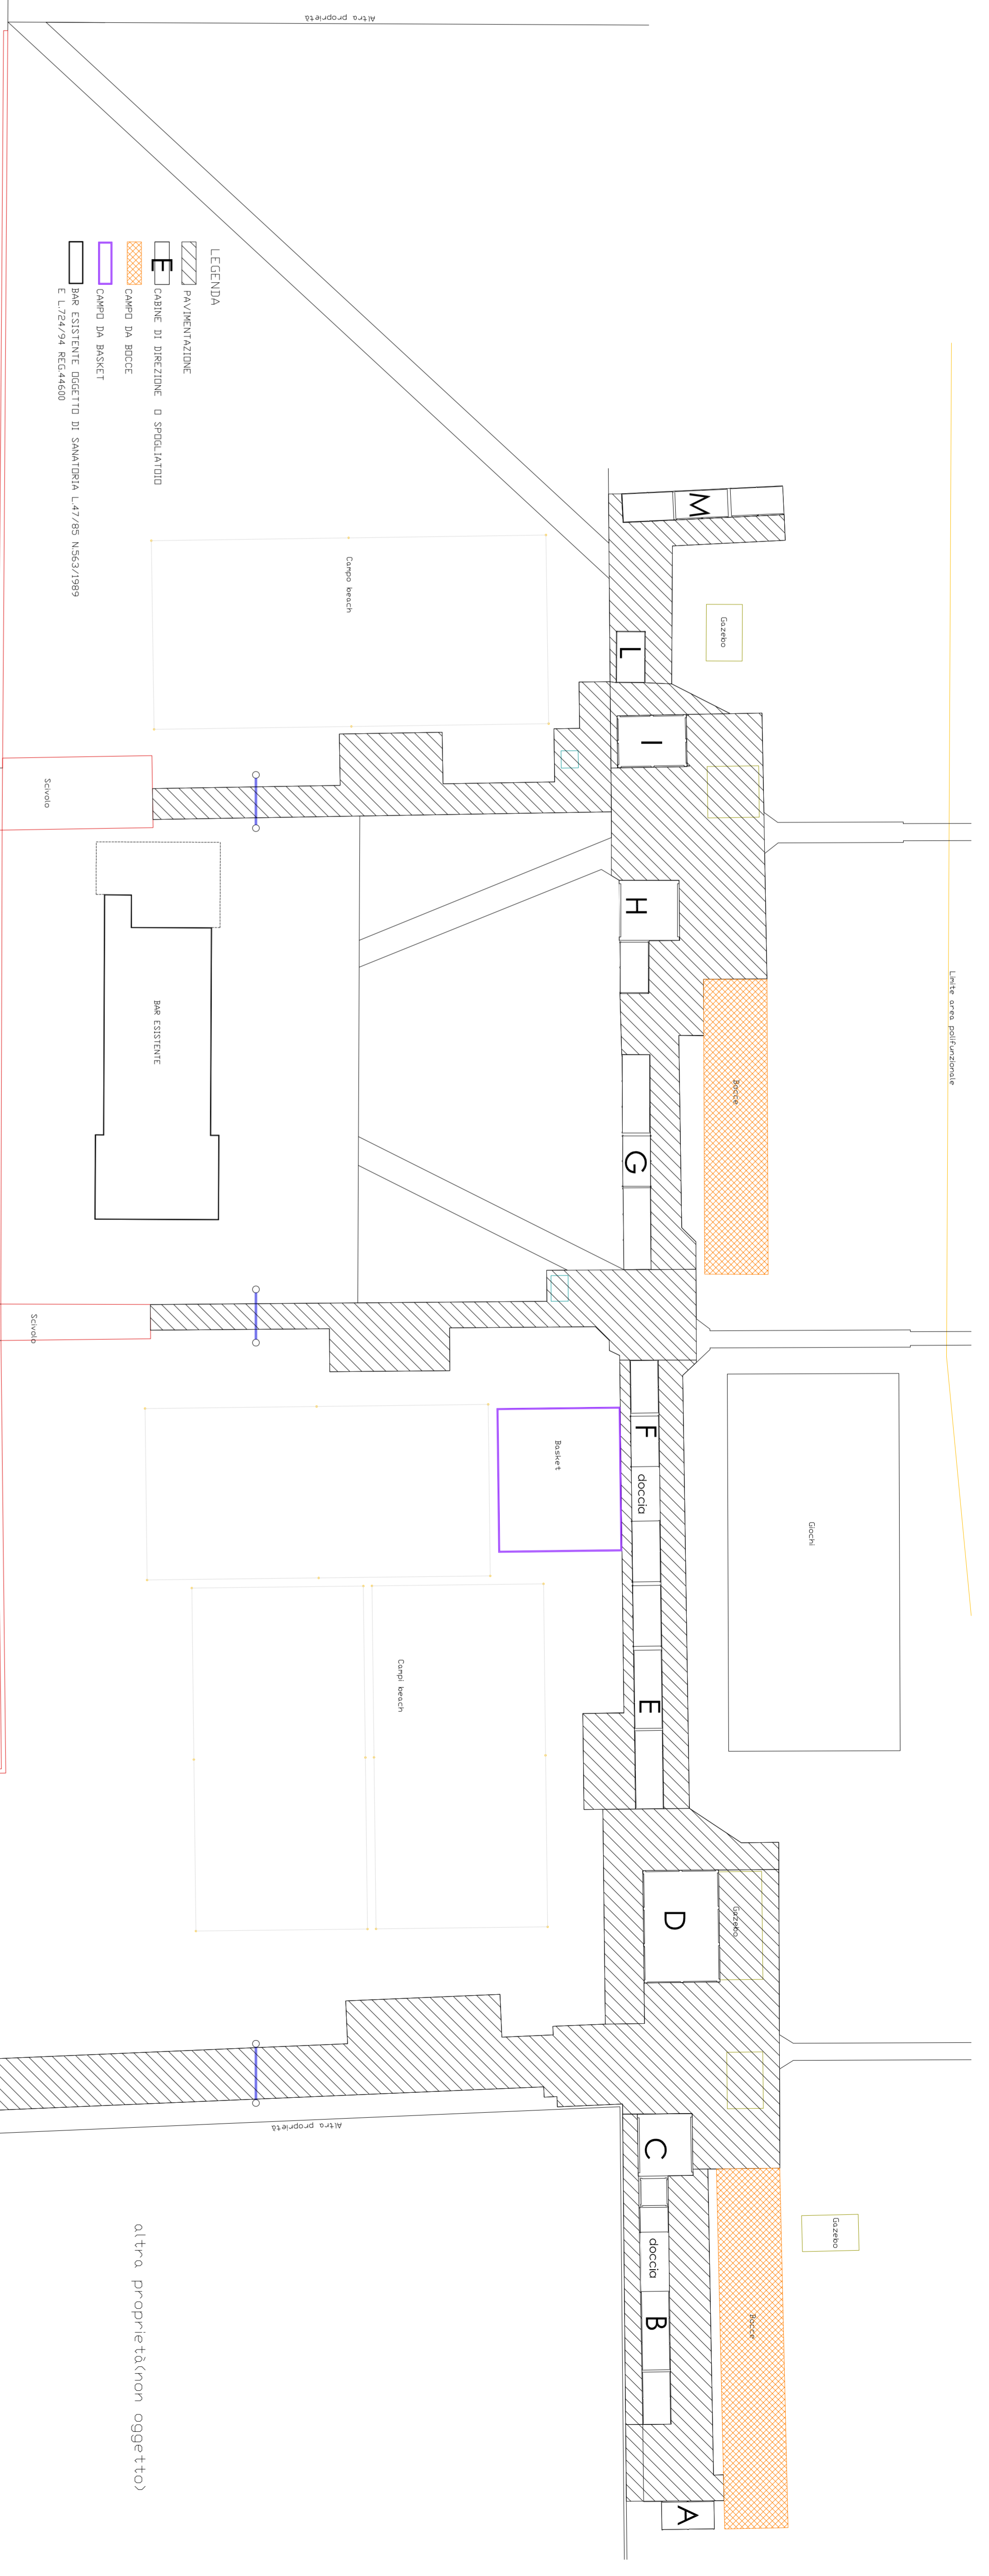 Altra proprietà
LEGENDA
PAVIMENTAZIONE
E
CABINE DI DIREZIONE O SPOGLIATOIO
CAMPO DA BOCCE
CAMPO DA BASKET
BAR ESISTENTE OGGETTO DI SANATORIA L.47/85 N.563/1989
E L.724/94 REG.44600
M
Campo beach
Gazebo
L
I
Scivolo
H
Limite area polifunzionale
BAR ESISTENTE
Bocce
G
Scivolo
F
doccia
Basket
Giochi
Campi beach
E
D
Gazebo
Altra proprietà
C
Gazebo
doccia
B
Bocce
altra proprietà(non oggetto)
A